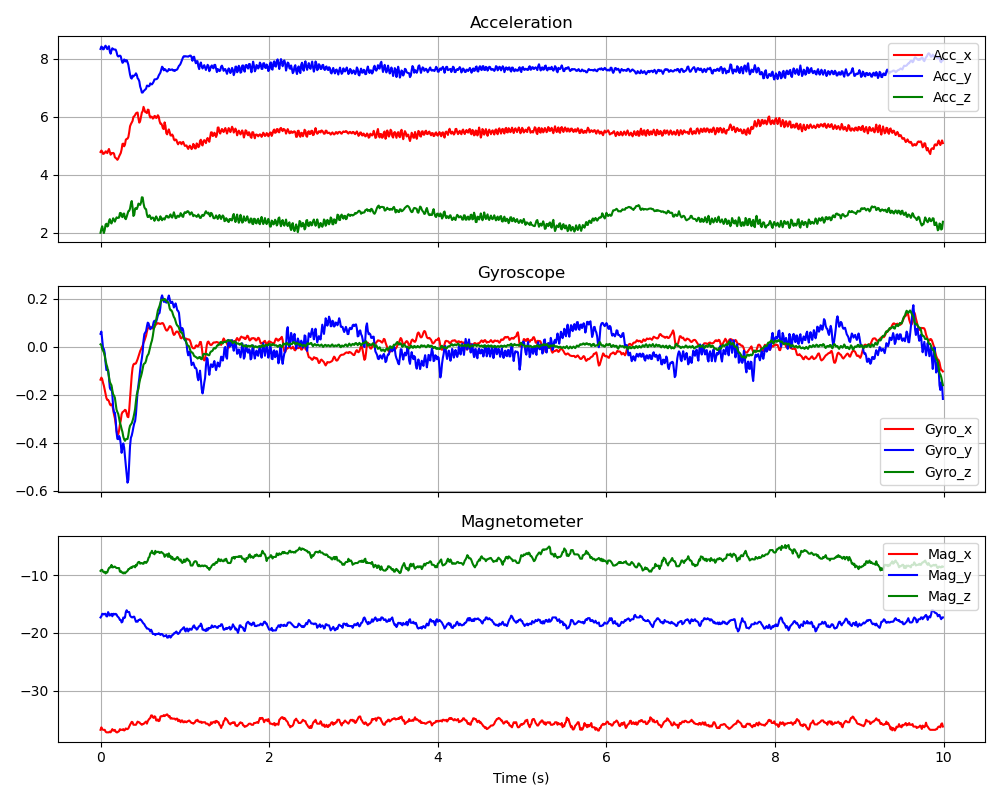 Acceleration
8
6
4
2
Acc_x
Acc_y
Acc_z
Gyroscope
0.2
0.0
−0.2
−0.4
−0.6
Gyro_x
Gyro_y
Gyro_z
Magnetometer
−10
−20
−30
Mag_x
Mag_y
Mag_z
0 2 4 6 8 10
Time (s)